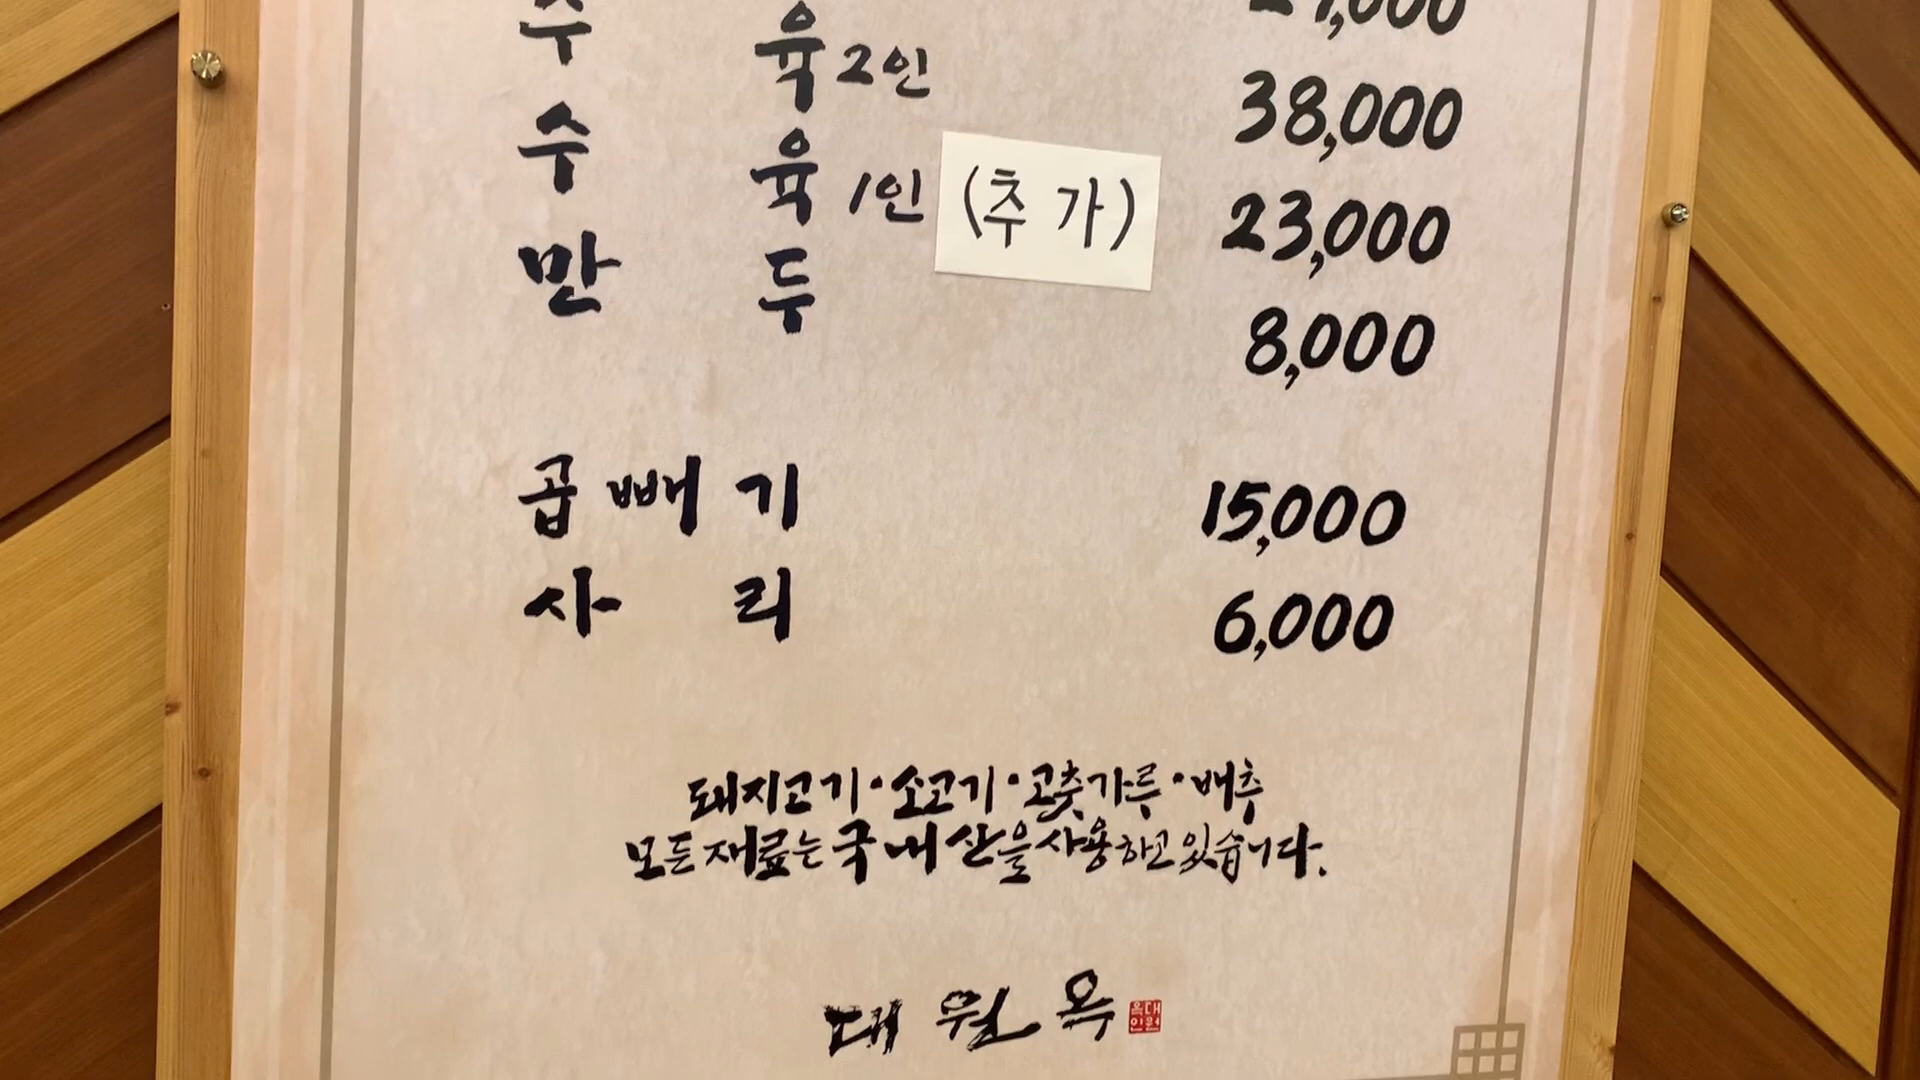 수 육 2인 38,000
수 육 1인 (추 가) 23,000
만 두 8,000
곱 빼 기 15,000
사 리 6,000
돼지고기·소고기·고춧가루·배추
모든 재료는 국내산을 사용하고 있습니다.
대 원 옥